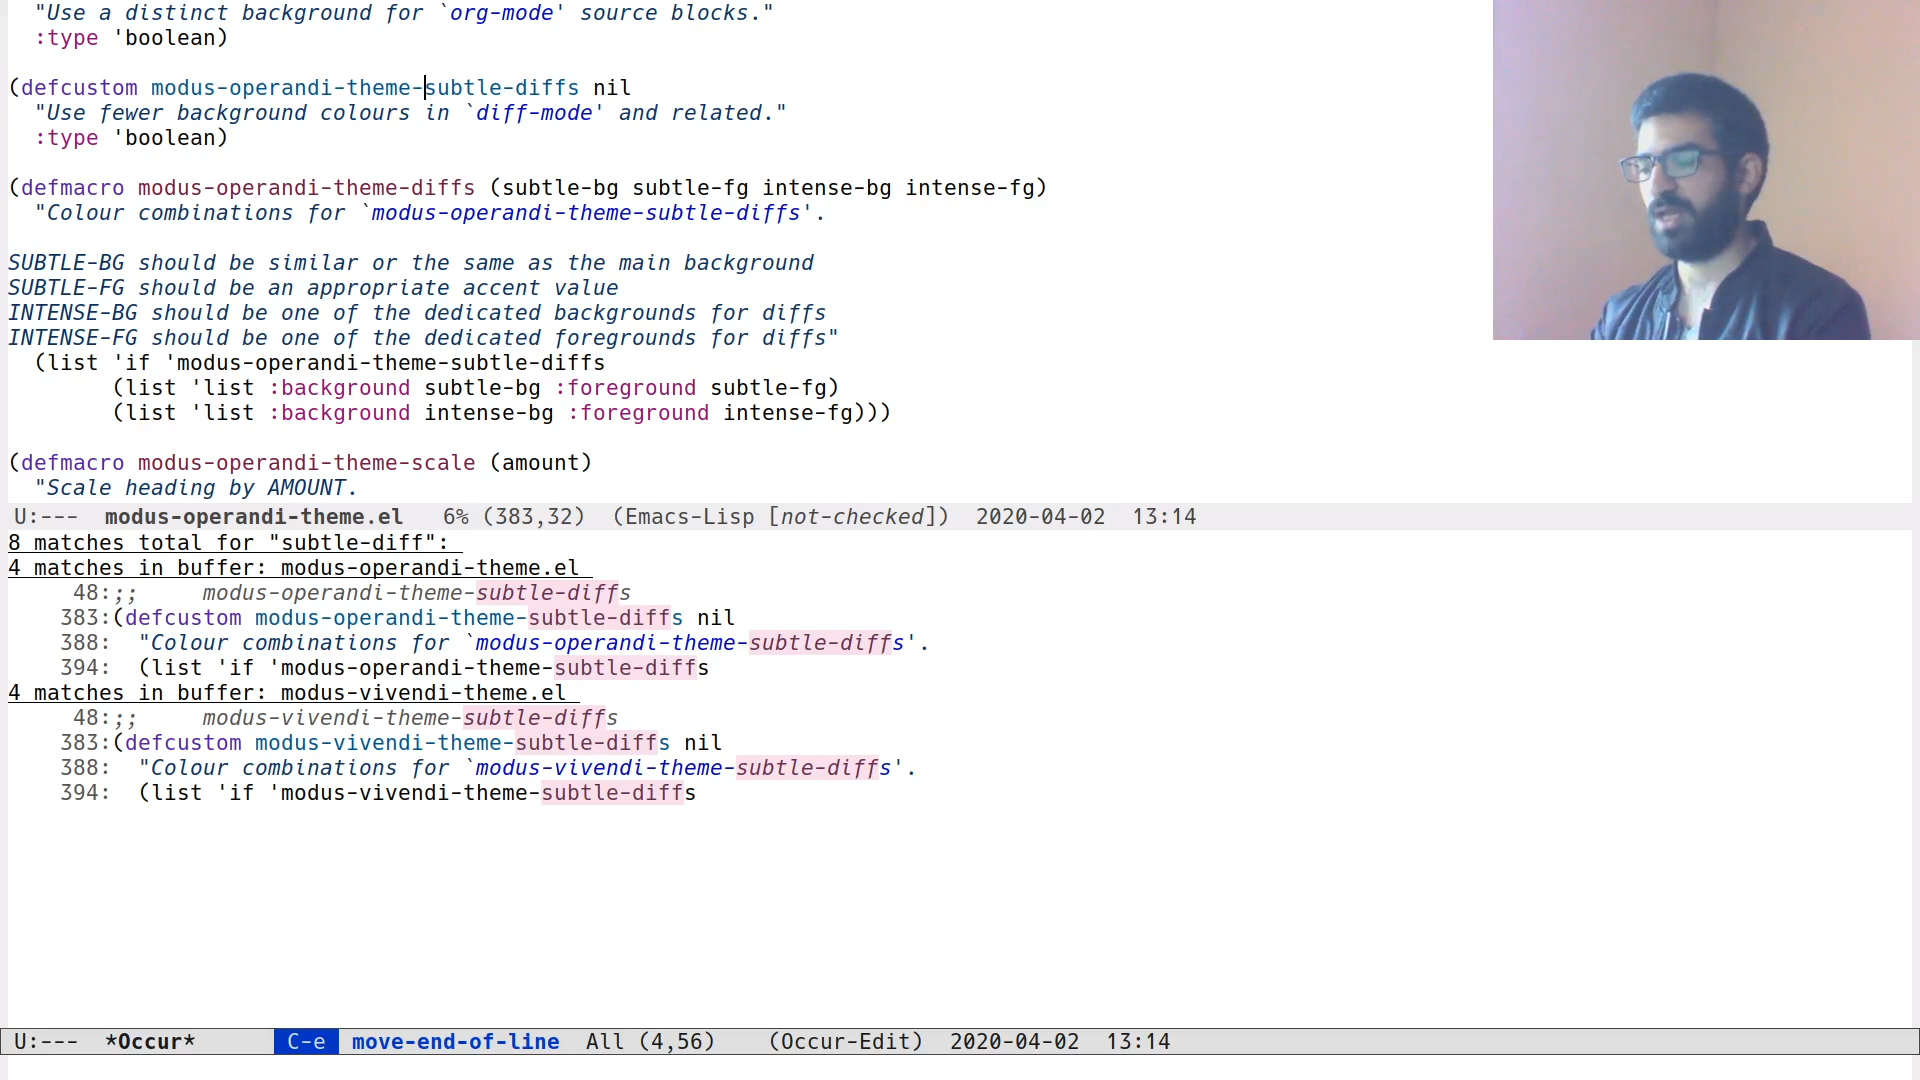 "Use a distinct background for `org-mode' source blocks."
:type 'boolean)
(defcustom modus-operandi-theme-subtle-diffs nil
"Use fewer background colours in `diff-mode' and related."
:type 'boolean)
(defmacro modus-operandi-theme-diffs (subtle-bg subtle-fg intense-bg intense-fg)
"Colour combinations for `modus-operandi-theme-subtle-diffs'.
SUBTLE-BG should be similar or the same as the main background
SUBTLE-FG should be an appropriate accent value
INTENSE-BG should be one of the dedicated backgrounds for diffs
INTENSE-FG should be one of the dedicated foregrounds for diffs"
(list 'if 'modus-operandi-theme-subtle-diffs
(list 'list :background subtle-bg :foreground subtle-fg)
(list 'list :background intense-bg :foreground intense-fg)))
(defmacro modus-operandi-theme-scale (amount)
"Scale heading by AMOUNT.
U:--- modus-operandi-theme.el 6% (383,32) (Emacs-Lisp [not-checked]) 2020-04-02 13:14
8 matches total for "subtle-diff":
4 matches in buffer: modus-operandi-theme.el
48:;; modus-operandi-theme-subtle-diffs
383:(defcustom modus-operandi-theme-subtle-diffs nil
388: "Colour combinations for `modus-operandi-theme-subtle-diffs'.
394: (list 'if 'modus-operandi-theme-subtle-diffs
4 matches in buffer: modus-vivendi-theme.el
48:;; modus-vivendi-theme-subtle-diffs
383:(defcustom modus-vivendi-theme-subtle-diffs nil
388: "Colour combinations for `modus-vivendi-theme-subtle-diffs'.
394: (list 'if 'modus-vivendi-theme-subtle-diffs
U:--- *Occur* C-e move-end-of-line All (4,56) (Occur-Edit) 2020-04-02 13:14